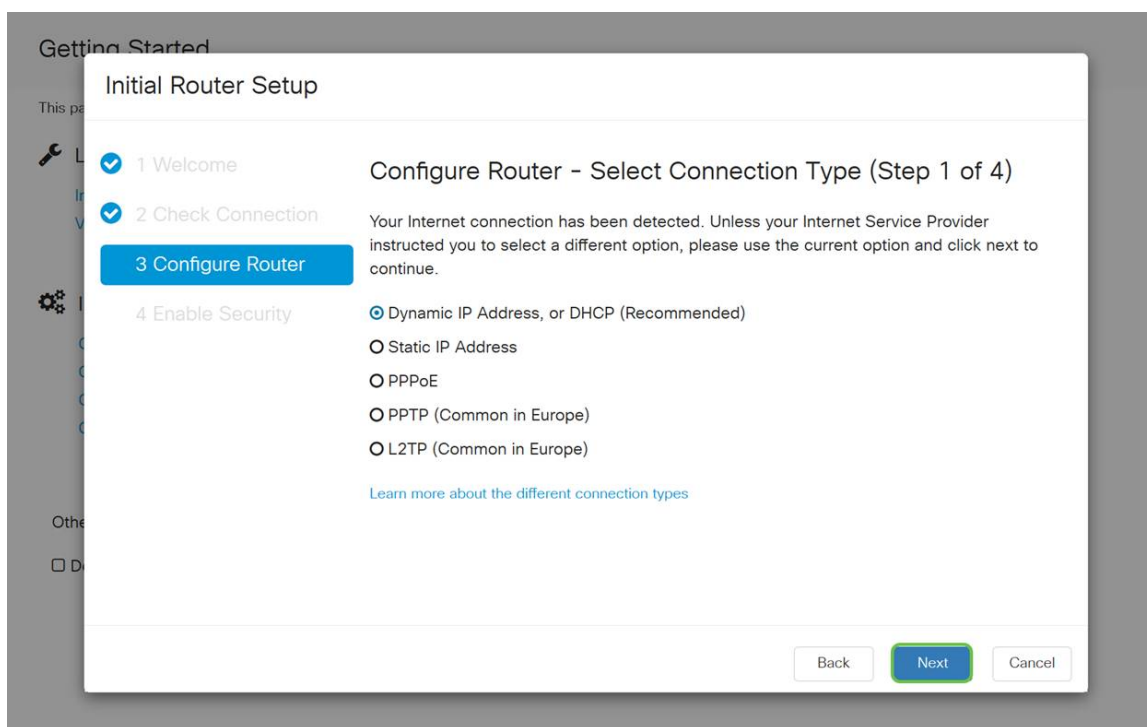 Getting Started
Initial Router Setup
This pa
1 Welcome
2 Check Connection
3 Configure Router
4 Enable Security
Configure Router - Select Connection Type (Step 1 of 4)
Your Internet connection has been detected. Unless your Internet Service Provider
instructed you to select a different option, please use the current option and click next to
continue.
Dynamic IP Address, or DHCP (Recommended)
Static IP Address
PPPoE
PPTP (Common in Europe)
L2TP (Common in Europe)
Learn more about the different connection types
Othe
Back
Next
Cancel